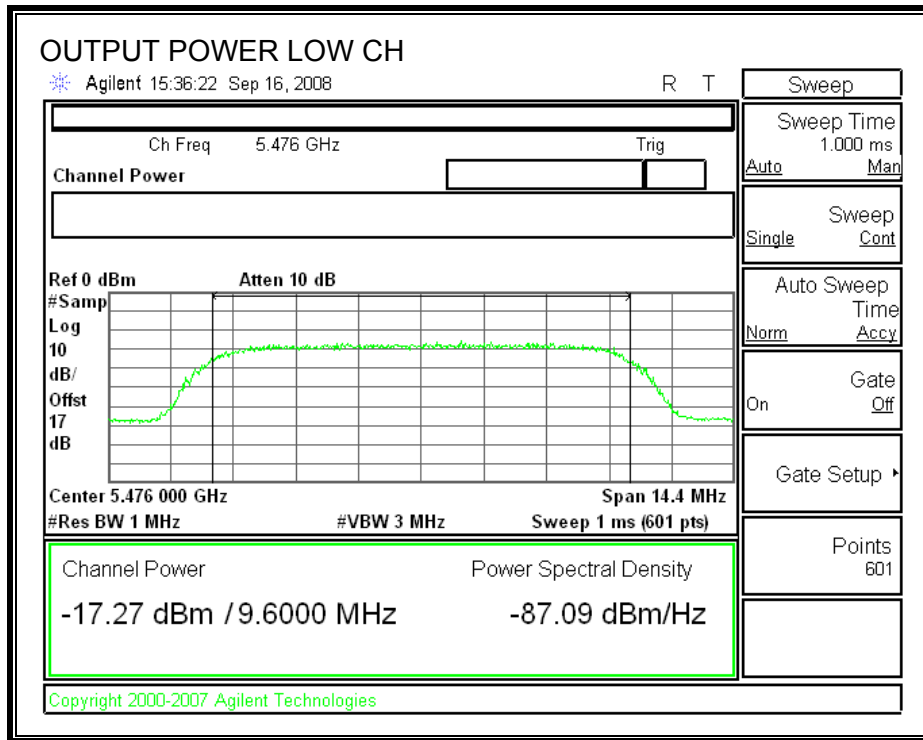 OUTPUT POWER LOW CH
Agilent 15:36:22 Sep 16, 2008 R T
Ch Freq 5.476 GHz Trig
Channel Power
Ref 0 dBm Atten 10 dB
#Samp
Log
10
dB/
Offst
17
dB
Center 5.476 000 GHz Span 14.4 MHz
#Res BW 1 MHz #VBW 3 MHz Sweep 1 ms (601 pts)
Channel Power Power Spectral Density
-17.27 dBm / 9.6000 MHz -87.09 dBm/Hz
Copyright 2000-2007 Agilent Technologies
Sweep
Sweep Time
1.000 ms
Auto Man
Sweep
Single Cont
Auto Sweep
Time
Norm Accy
Gate
On Off
Gate Setup
Points
601